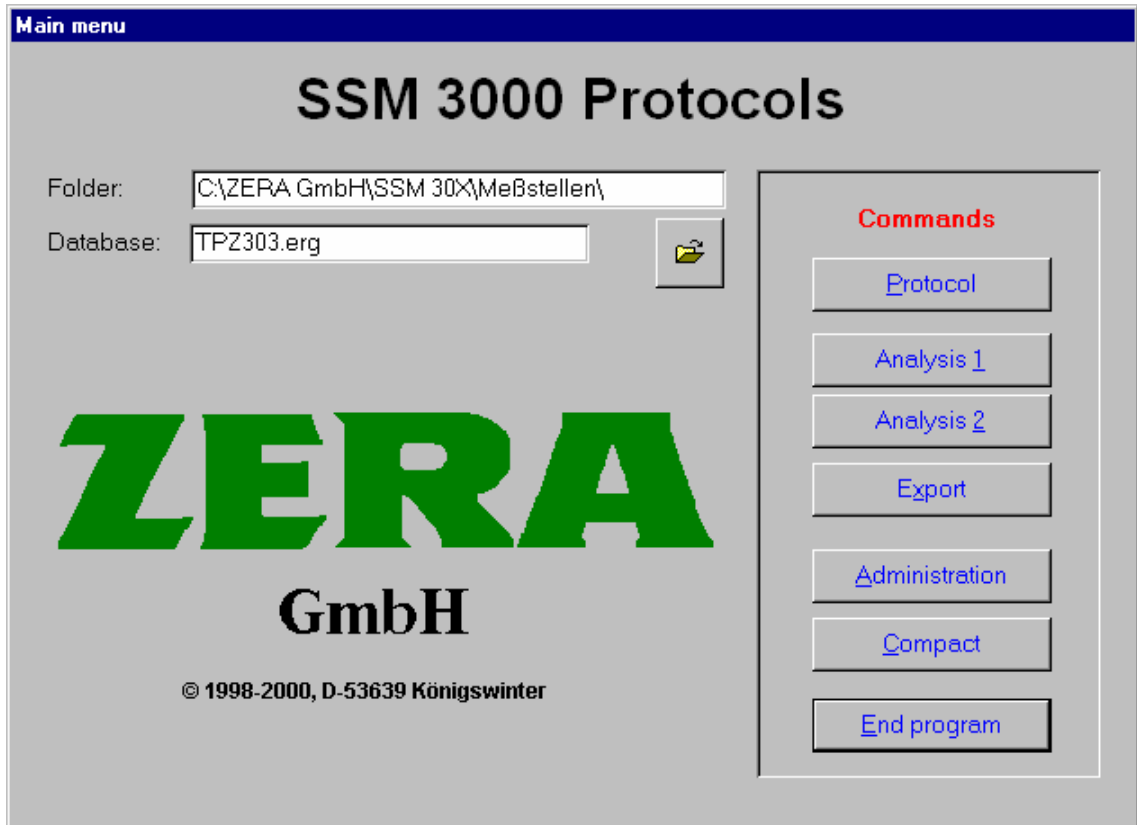 Main menu
SSM 3000 Protocols
Folder: C:\ZERA GmbH\SSM 30X\Meßstellen\
Database: TPZ303.erg
Commands
Protocol
Analysis 1
Analysis 2
Export
Administration
Compact
End program
ZERA
GmbH
© 1998-2000, D-53639 Königswinter